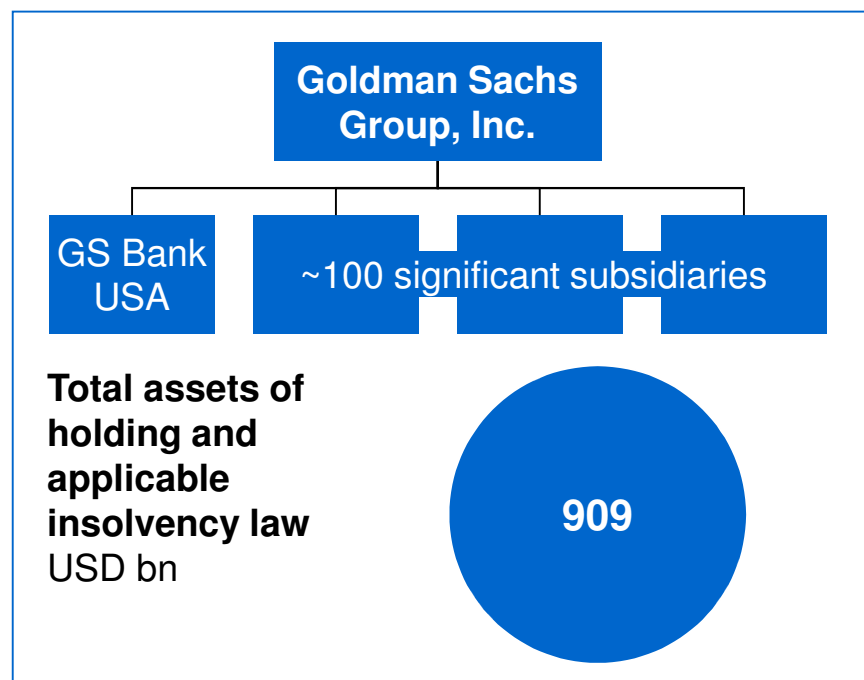 Goldman Sachs
Group, Inc.
GS Bank
USA
~100 significant subsidiaries
Total assets of
holding and
applicable
insolvency law
USD bn
909